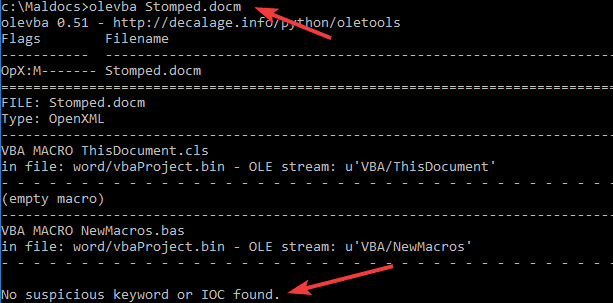 c:\Maldocs>olevba Stomped.docm
olevba 0.51 - http://decalage.info/python/oletools
Flags       Filename
----------- -----------------------------------------------------------------
OpX:M------- Stomped.docm
===============================================================================
FILE: Stomped.docm
Type: OpenXML
-------------------------------------------------------------------------------
VBA MACRO ThisDocument.cls
in file: word/vbaProject.bin - OLE stream: u'VBA/ThisDocument'
- - - - - - - - - - - - - - - - - - - - - - - - - - - - - - - - - - - - - - -
(empty macro)
-------------------------------------------------------------------------------
VBA MACRO NewMacros.bas
in file: word/vbaProject.bin - OLE stream: u'VBA/NewMacros'
- - - - - - - - - - - - - - - - - - - - - - - - - - - - - - - - - - - - - - -
No suspicious keyword or IOC found.